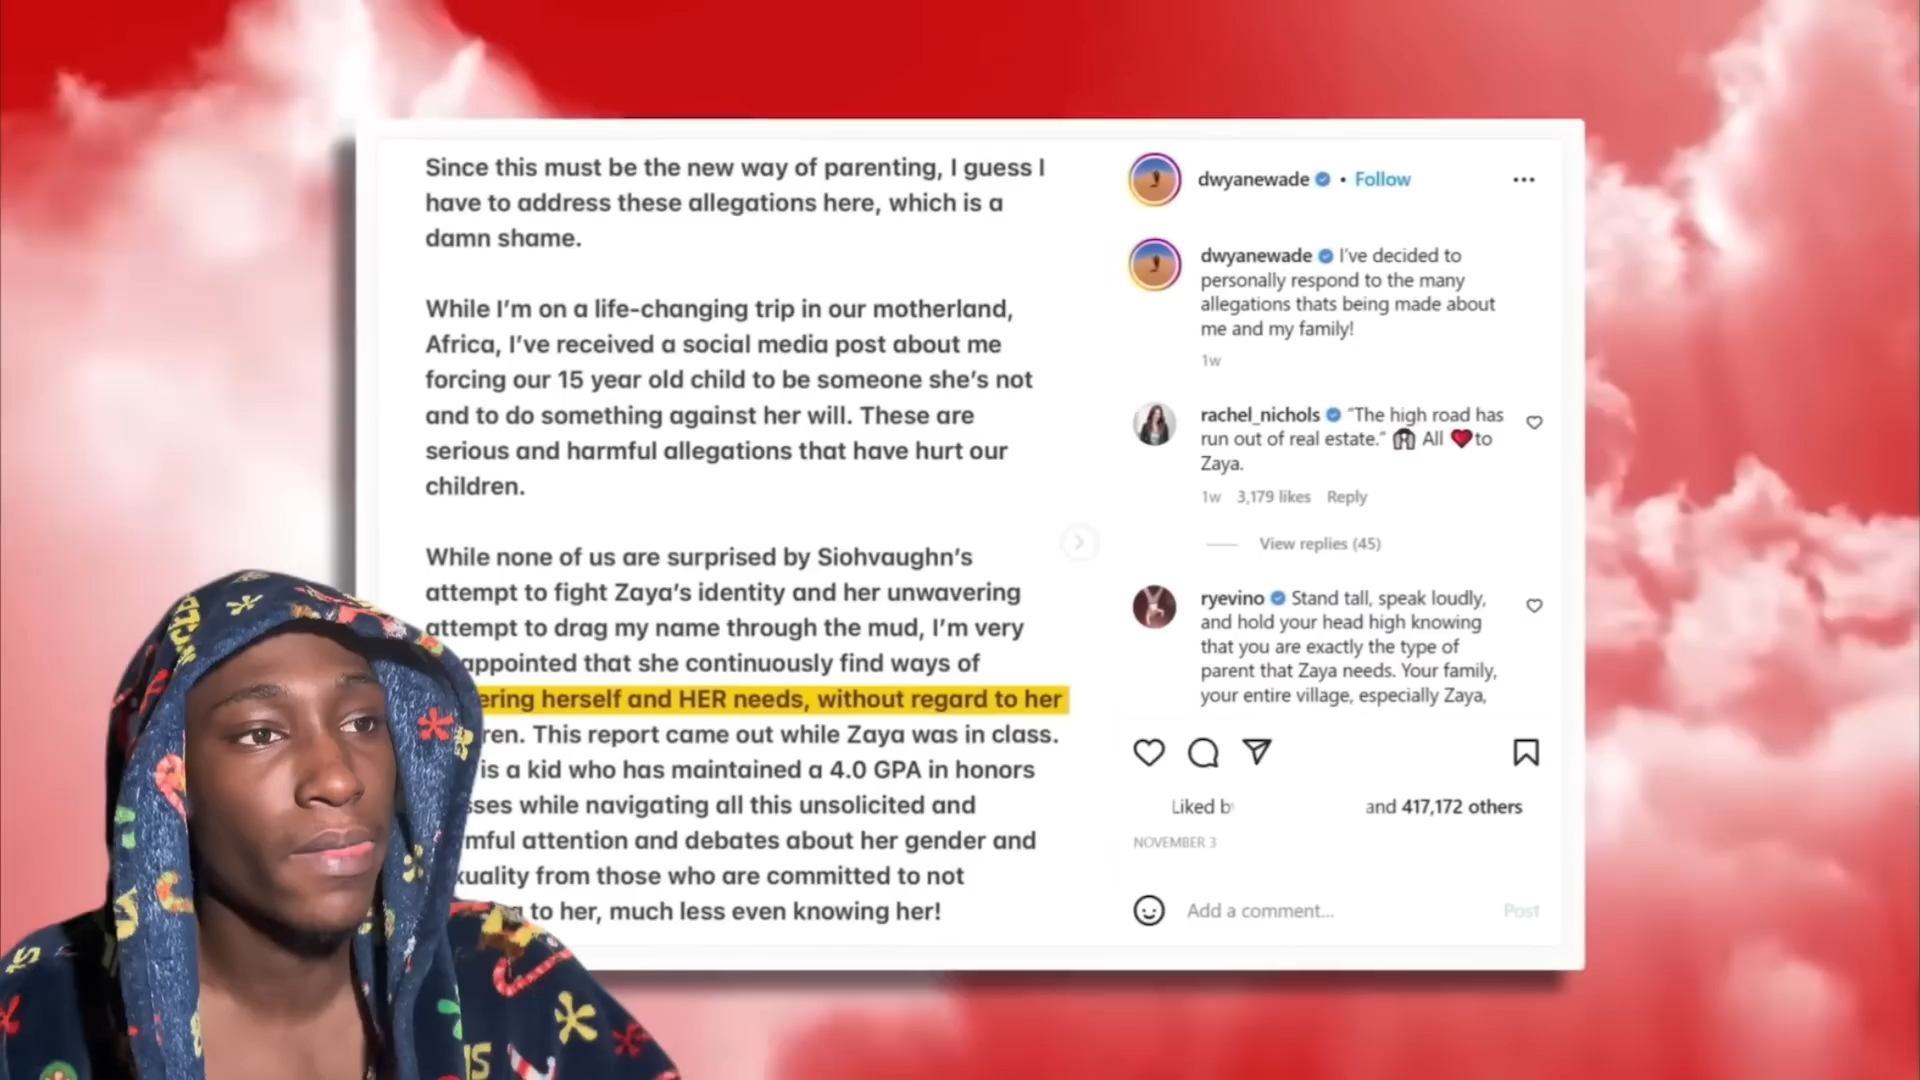 Since this must be the new way of parenting, I guess I
have to address these allegations here, which is a
damn shame.
While I'm on a life-changing trip in our motherland,
Africa, I've received a social media post about me
forcing our 15 year old child to be someone she's not
and to do something against her will. These are
serious and harmful allegations that have hurt our
children.
While none of us are surprised by Siohvaughn's
attempt to fight Zaya's identity and her unwavering
attempt to drag my name through the mud, I'm very
appointed that she continuously find ways of
ering herself and HER needs, without regard to her
ren. This report came out while Zaya was in class.
is a kid who has maintained a 4.0 GPA in honors
sses while navigating all this unsolicited and
mful attention and debates about her gender and
xuality from those who are committed to not
to her, much less even knowing her!
dwyanewade • Follow
dwyanewade I've decided to
personally respond to the many
allegations thats being made about
me and my family!
1w
rachel_nichols "The high road has
run out of real estate." All ❤️to
Zaya.
1w 3,179 likes Reply
View replies (45)
ryevino Stand tall, speak loudly,
and hold your head high knowing
that you are exactly the type of
parent that Zaya needs. Your family,
your entire village, especially Zaya,
Liked by and 417,172 others
NOVEMBER 3
Add a comment... Post